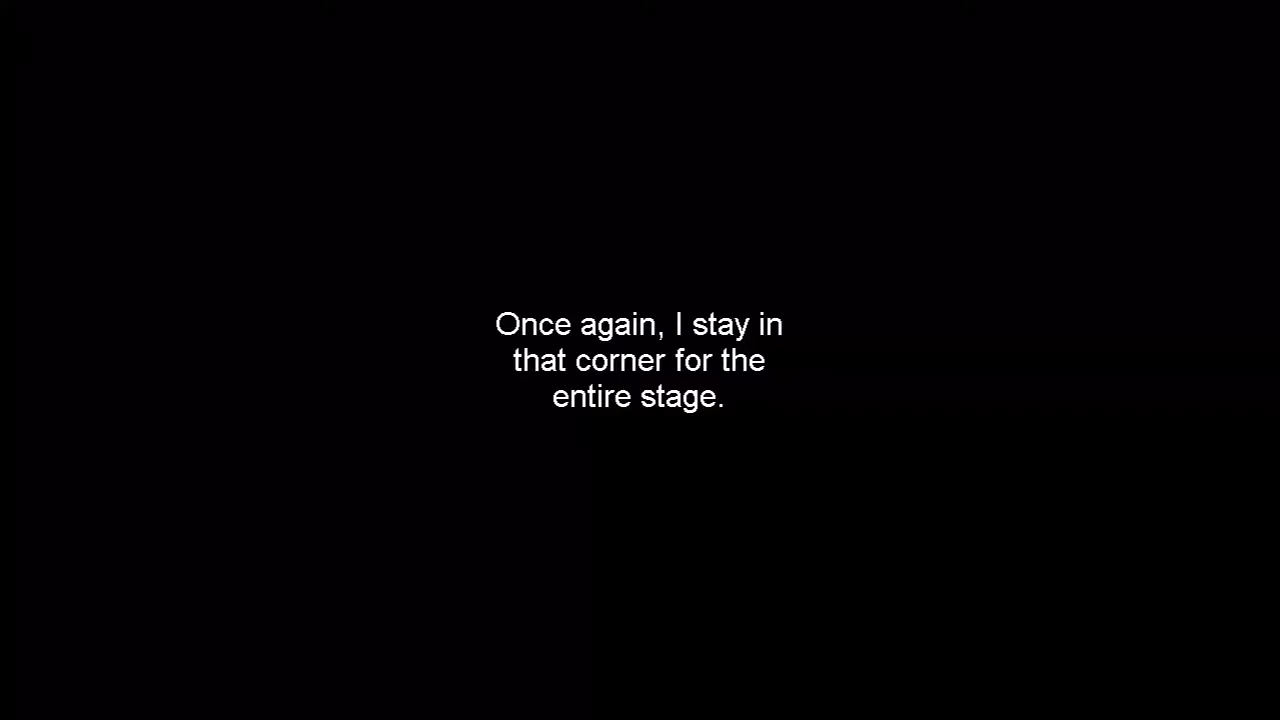 Once again, I stay in
that corner for the
entire stage.